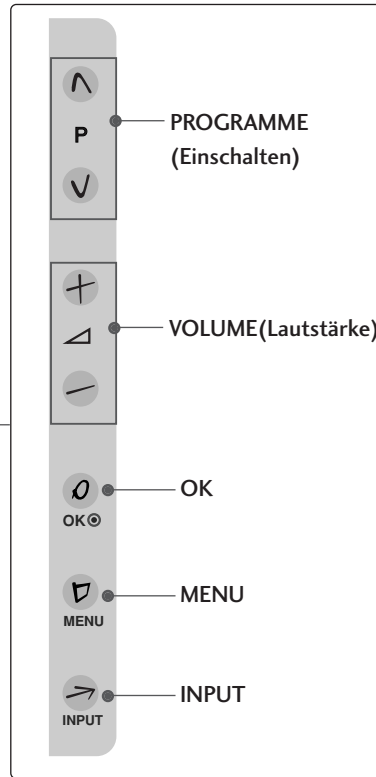 P
PROGRAMME
(Einschalten)
VOLUME(Lautstärke)
OK
OK
MENU
MENU
INPUT
INPUT